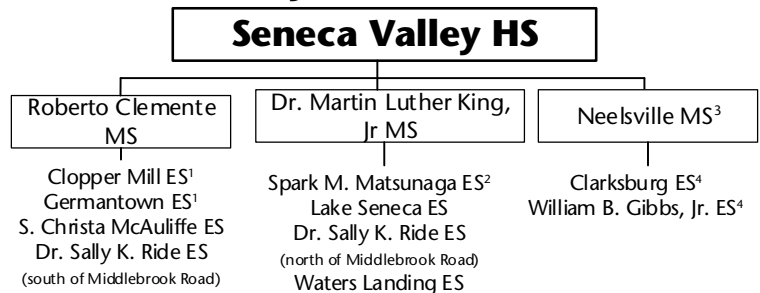 Seneca Valley HS
Roberto Clemente
MS
Clopper Mill ES¹
Germantown ES¹
S. Christa McAuliffe ES
Dr. Sally K. Ride ES
(south of Middlebrook Road)
Dr. Martin Luther King,
Jr MS
Spark M. Matsunaga ES²
Lake Seneca ES
Dr. Sally K. Ride ES
(north of Middlebrook Road)
Waters Landing ES
Neelsville MS³
Clarksburg ES⁴
William B. Gibbs, Jr. ES⁴